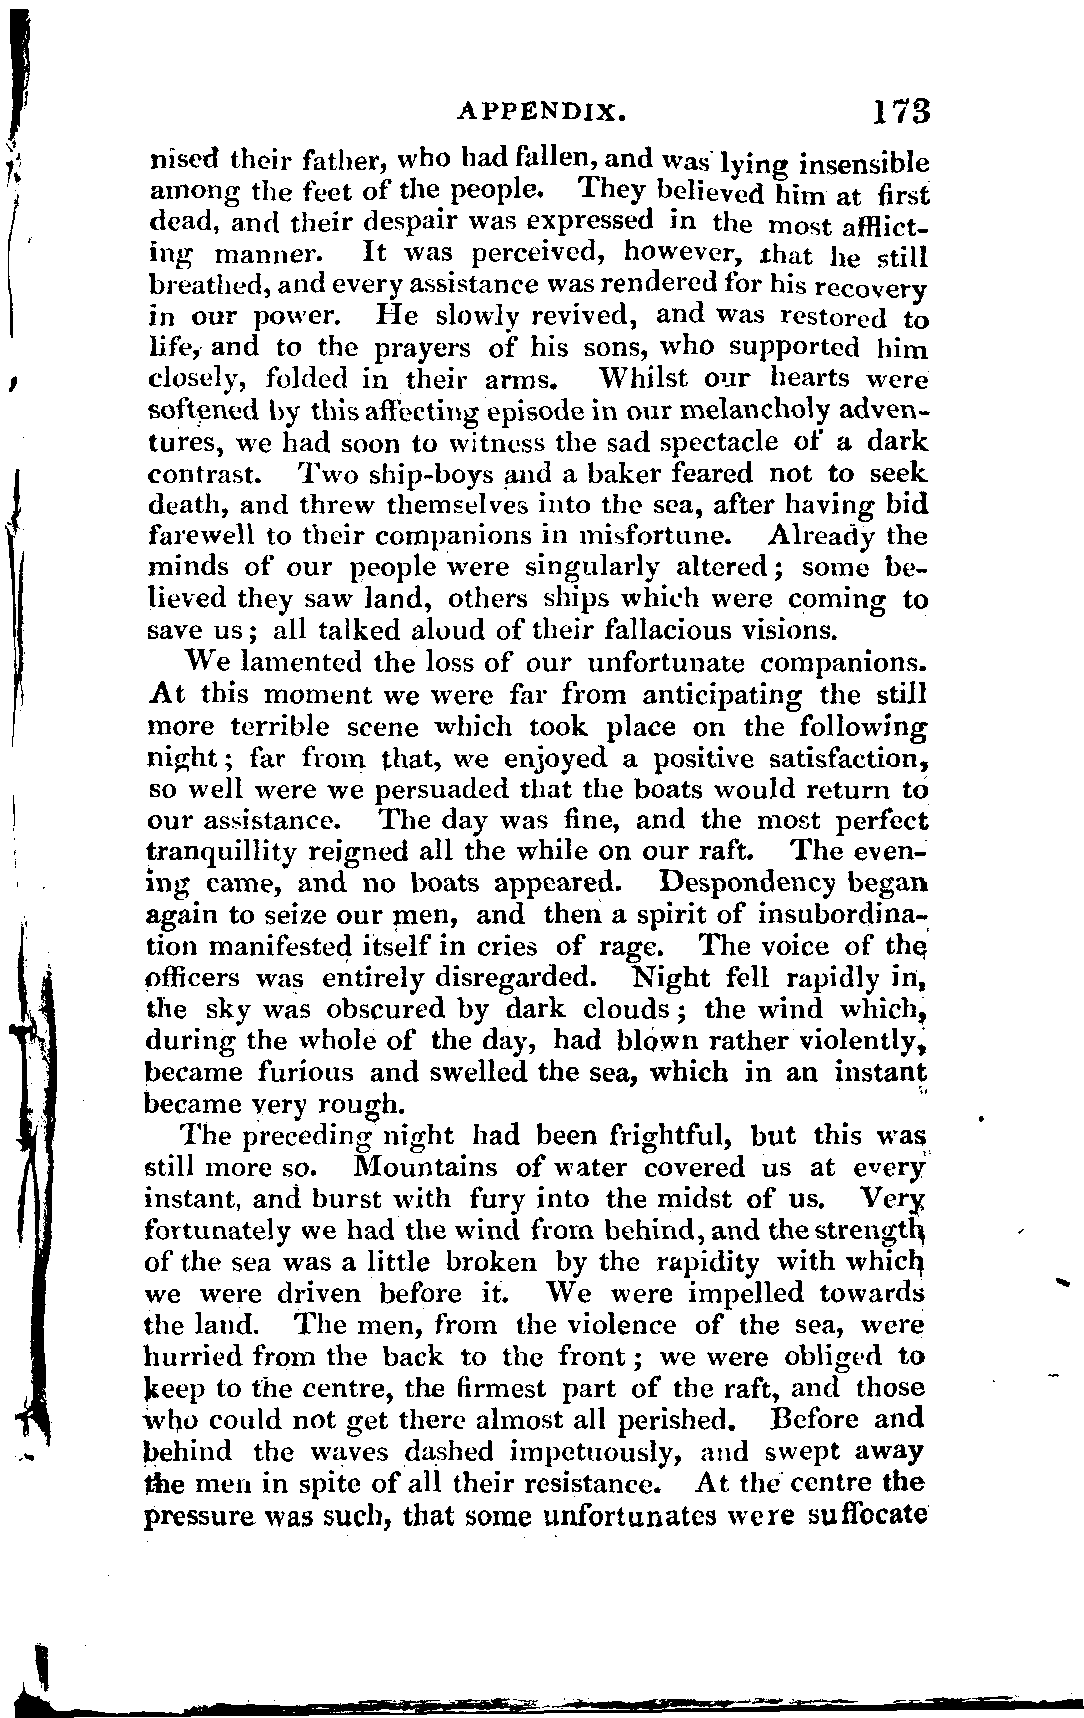 APPENDIX. 173
nised their father, who had fallen, and was lying insensible
among the feet of the people. They believed him at first
dead, and their despair was expressed in the most afflict-
ing manner. It was perceived, however, that he still
breathed, and every assistance was rendered for his recovery
in our power. He slowly revived, and was restored to
life, and to the prayers of his sons, who supported him
closely, folded in their arms. Whilst our hearts were
softened by this affecting episode in our melancholy adven-
tures, we had soon to witness the sad spectacle of a dark
contrast. Two ship-boys and a baker feared not to seek
death, and threw themselves into the sea, after having bid
farewell to their companions in misfortune. Already the
minds of our people were singularly altered; some be-
lieved they saw land, others ships which were coming to
save us; all talked aloud of their fallacious visions.
We lamented the loss of our unfortunate companions.
At this moment we were far from anticipating the still
more terrible scene which took place on the following
night; far from that, we enjoyed a positive satisfaction,
so well were we persuaded that the boats would return to
our assistance. The day was fine, and the most perfect
tranquillity reigned all the while on our raft. The even-
ing came, and no boats appeared. Despondency began
again to seize our men, and then a spirit of insubordina-
tion manifested itself in cries of rage. The voice of the
officers was entirely disregarded. Night fell rapidly in,
the sky was obscured by dark clouds; the wind which,
during the whole of the day, had blown rather violently,
became furious and swelled the sea, which in an instant
became very rough.
The preceding night had been frightful, but this was
still more so. Mountains of water covered us at every
instant, and burst with fury into the midst of us. Very
fortunately we had the wind from behind, and the strength
of the sea was a little broken by the rapidity with which
we were driven before it. We were impelled towards
the land. The men, from the violence of the sea, were
hurried from the back to the front; we were obliged to
keep to the centre, the firmest part of the raft, and those
who could not get there almost all perished. Before and
behind the waves dashed impetuously, and swept away
the men in spite of all their resistance. At the centre the
pressure was such, that some unfortunates were suffocate